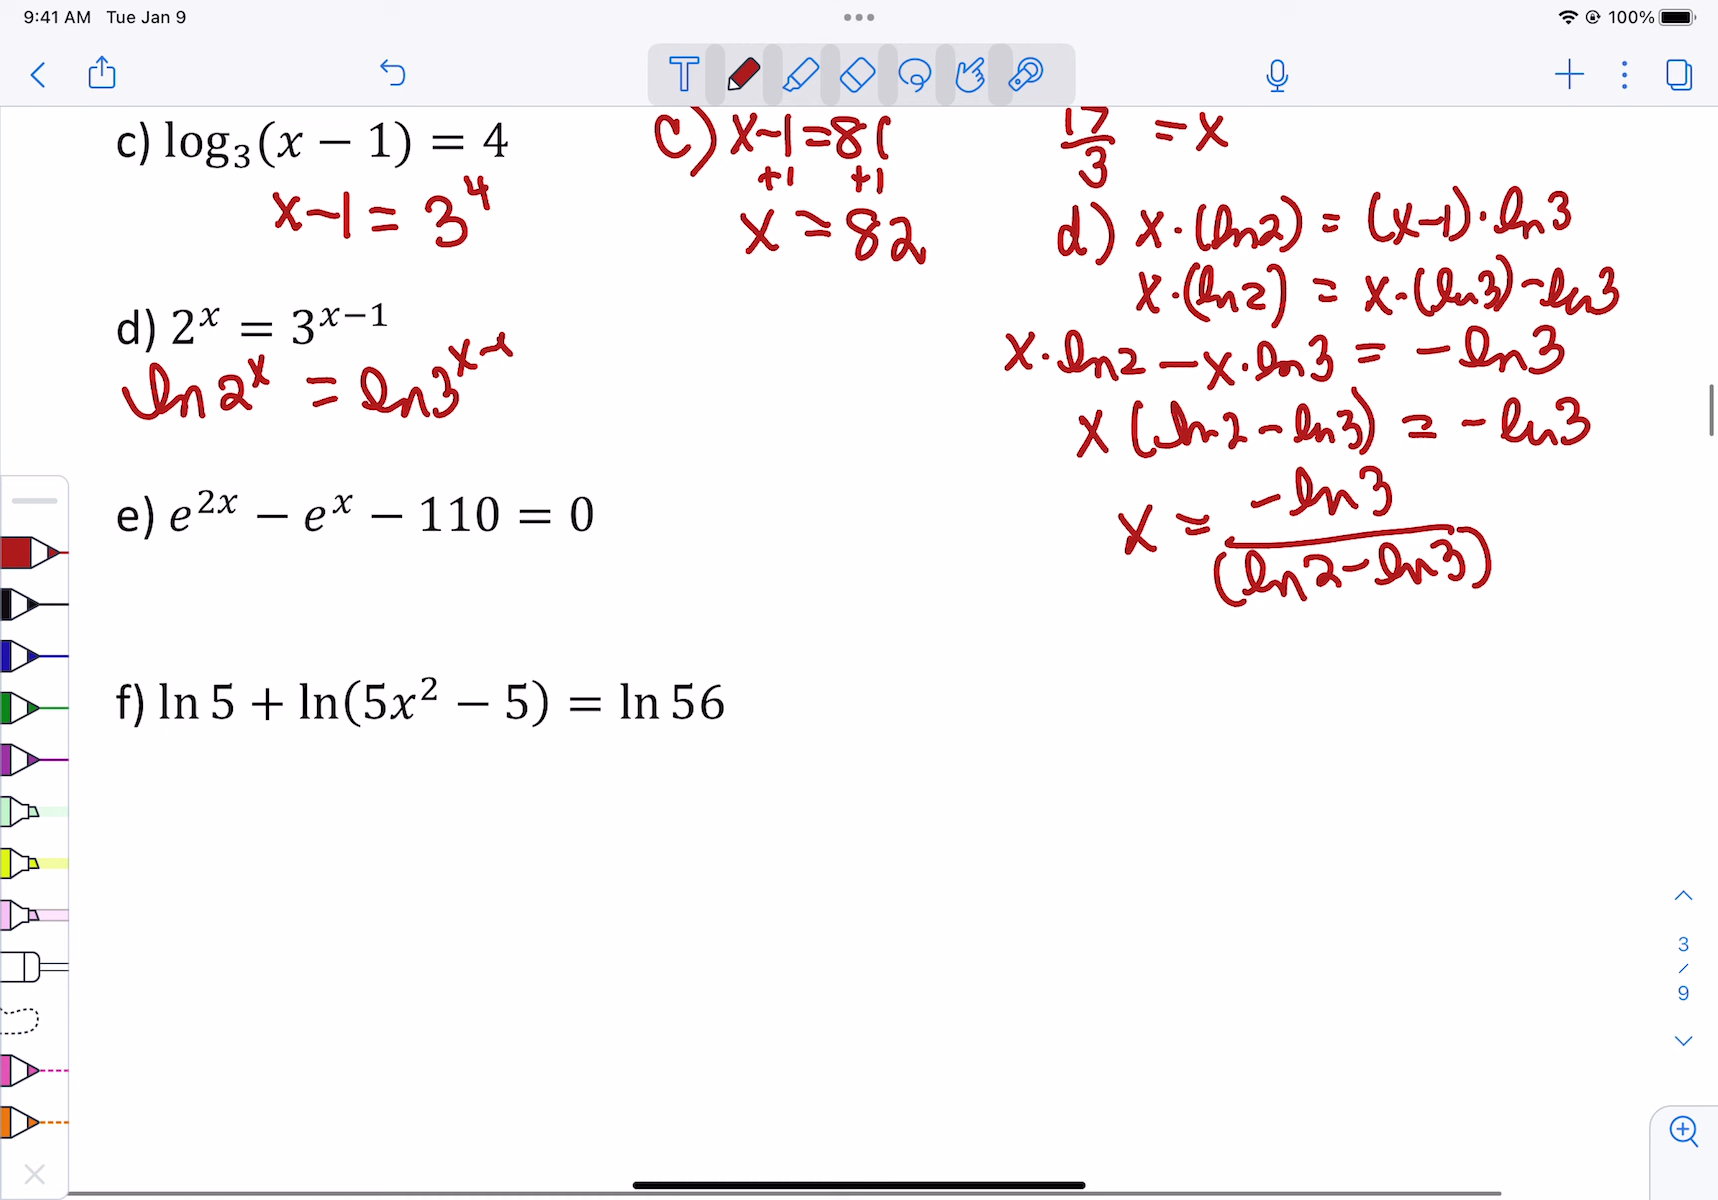 9:41 AM Tue Jan 9
100%
T
c) log₃(x − 1) = 4
x−1 = 3⁴
c) x−1=81
+1 +1
x = 82
17/3 = x
d) 2ˣ = 3ˣ⁻¹
ln 2ˣ = ln 3ˣ⁻¹
d) x·(ln2) = (x−1)·ln3
x·(ln2) = x·(ln3)−ln3
x·ln2 − x·ln3 = −ln3
x (ln2 − ln3) = −ln3
x = −ln3/(ln2−ln3)
e) e²ˣ − eˣ − 110 = 0
f) ln 5 + ln(5x² − 5) = ln 56
3
/
9